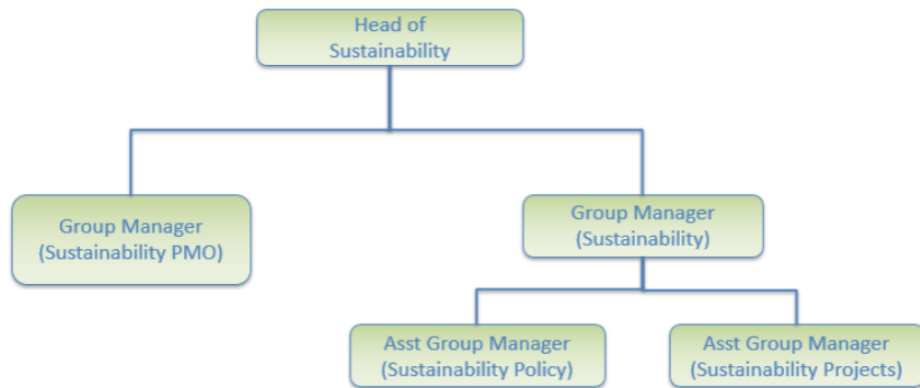 Head of
Sustainability
Group Manager
(Sustainability PMO)
Group Manager
(Sustainability)
Asst Group Manager
(Sustainability Policy)
Asst Group Manager
(Sustainability Projects)